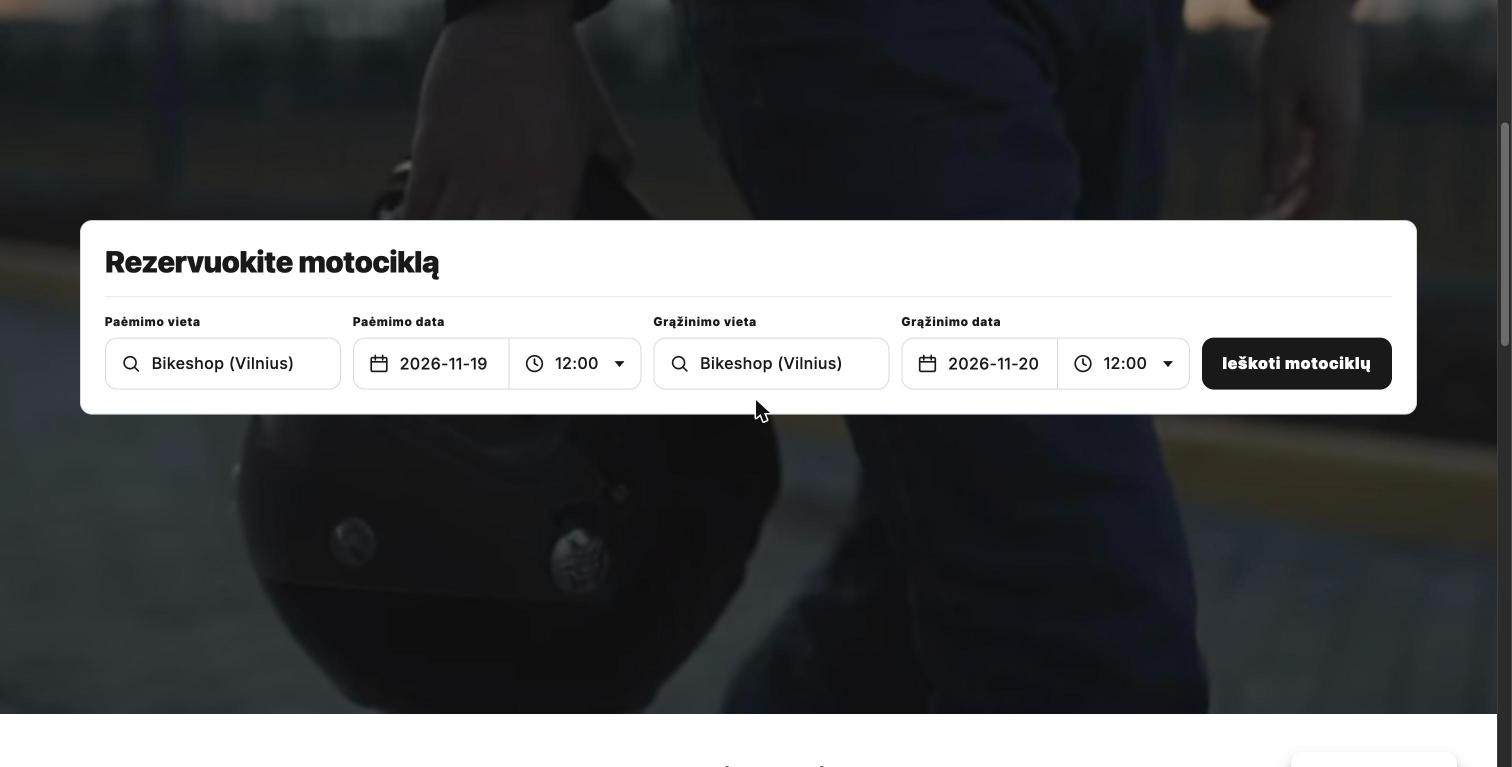 Rezervuokite motociklą
Paėmimo vieta
Paėmimo data
Grąžinimo vieta
Grąžinimo data
Bikeshop (Vilnius)
2026-11-19
12:00
Bikeshop (Vilnius)
2026-11-20
12:00
Ieškoti motociklų